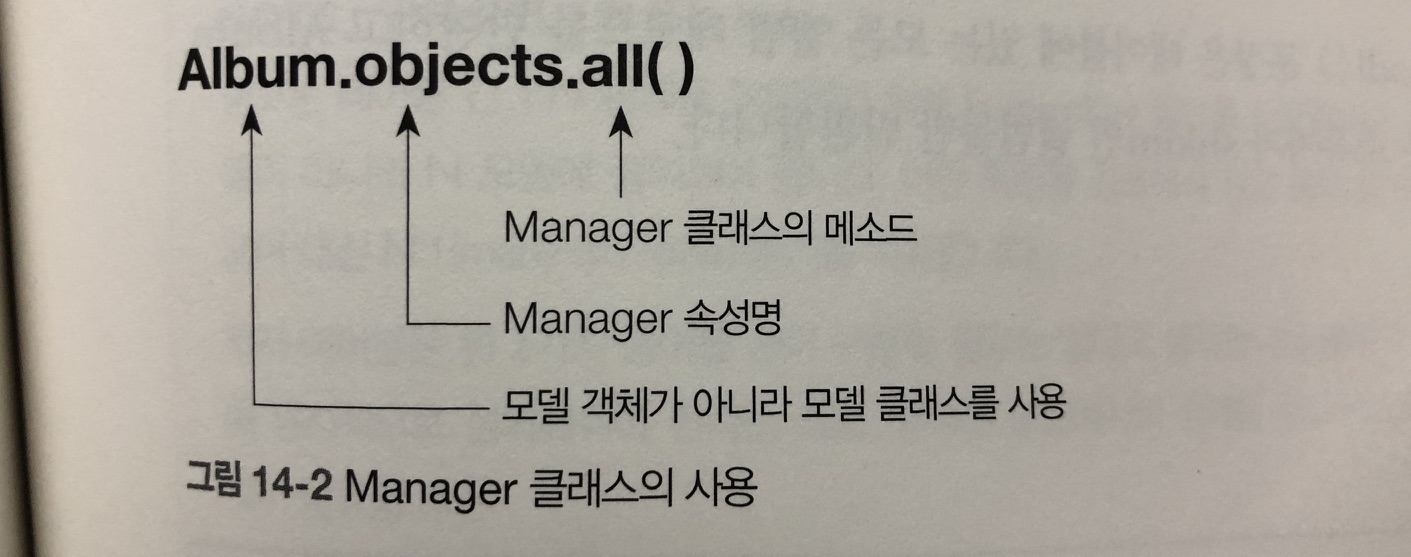 Album.objects.all( )
Manager 클래스의 메소드
Manager 속성명
모델 객체가 아니라 모델 클래스를 사용
그림 14-2 Manager 클래스의 사용